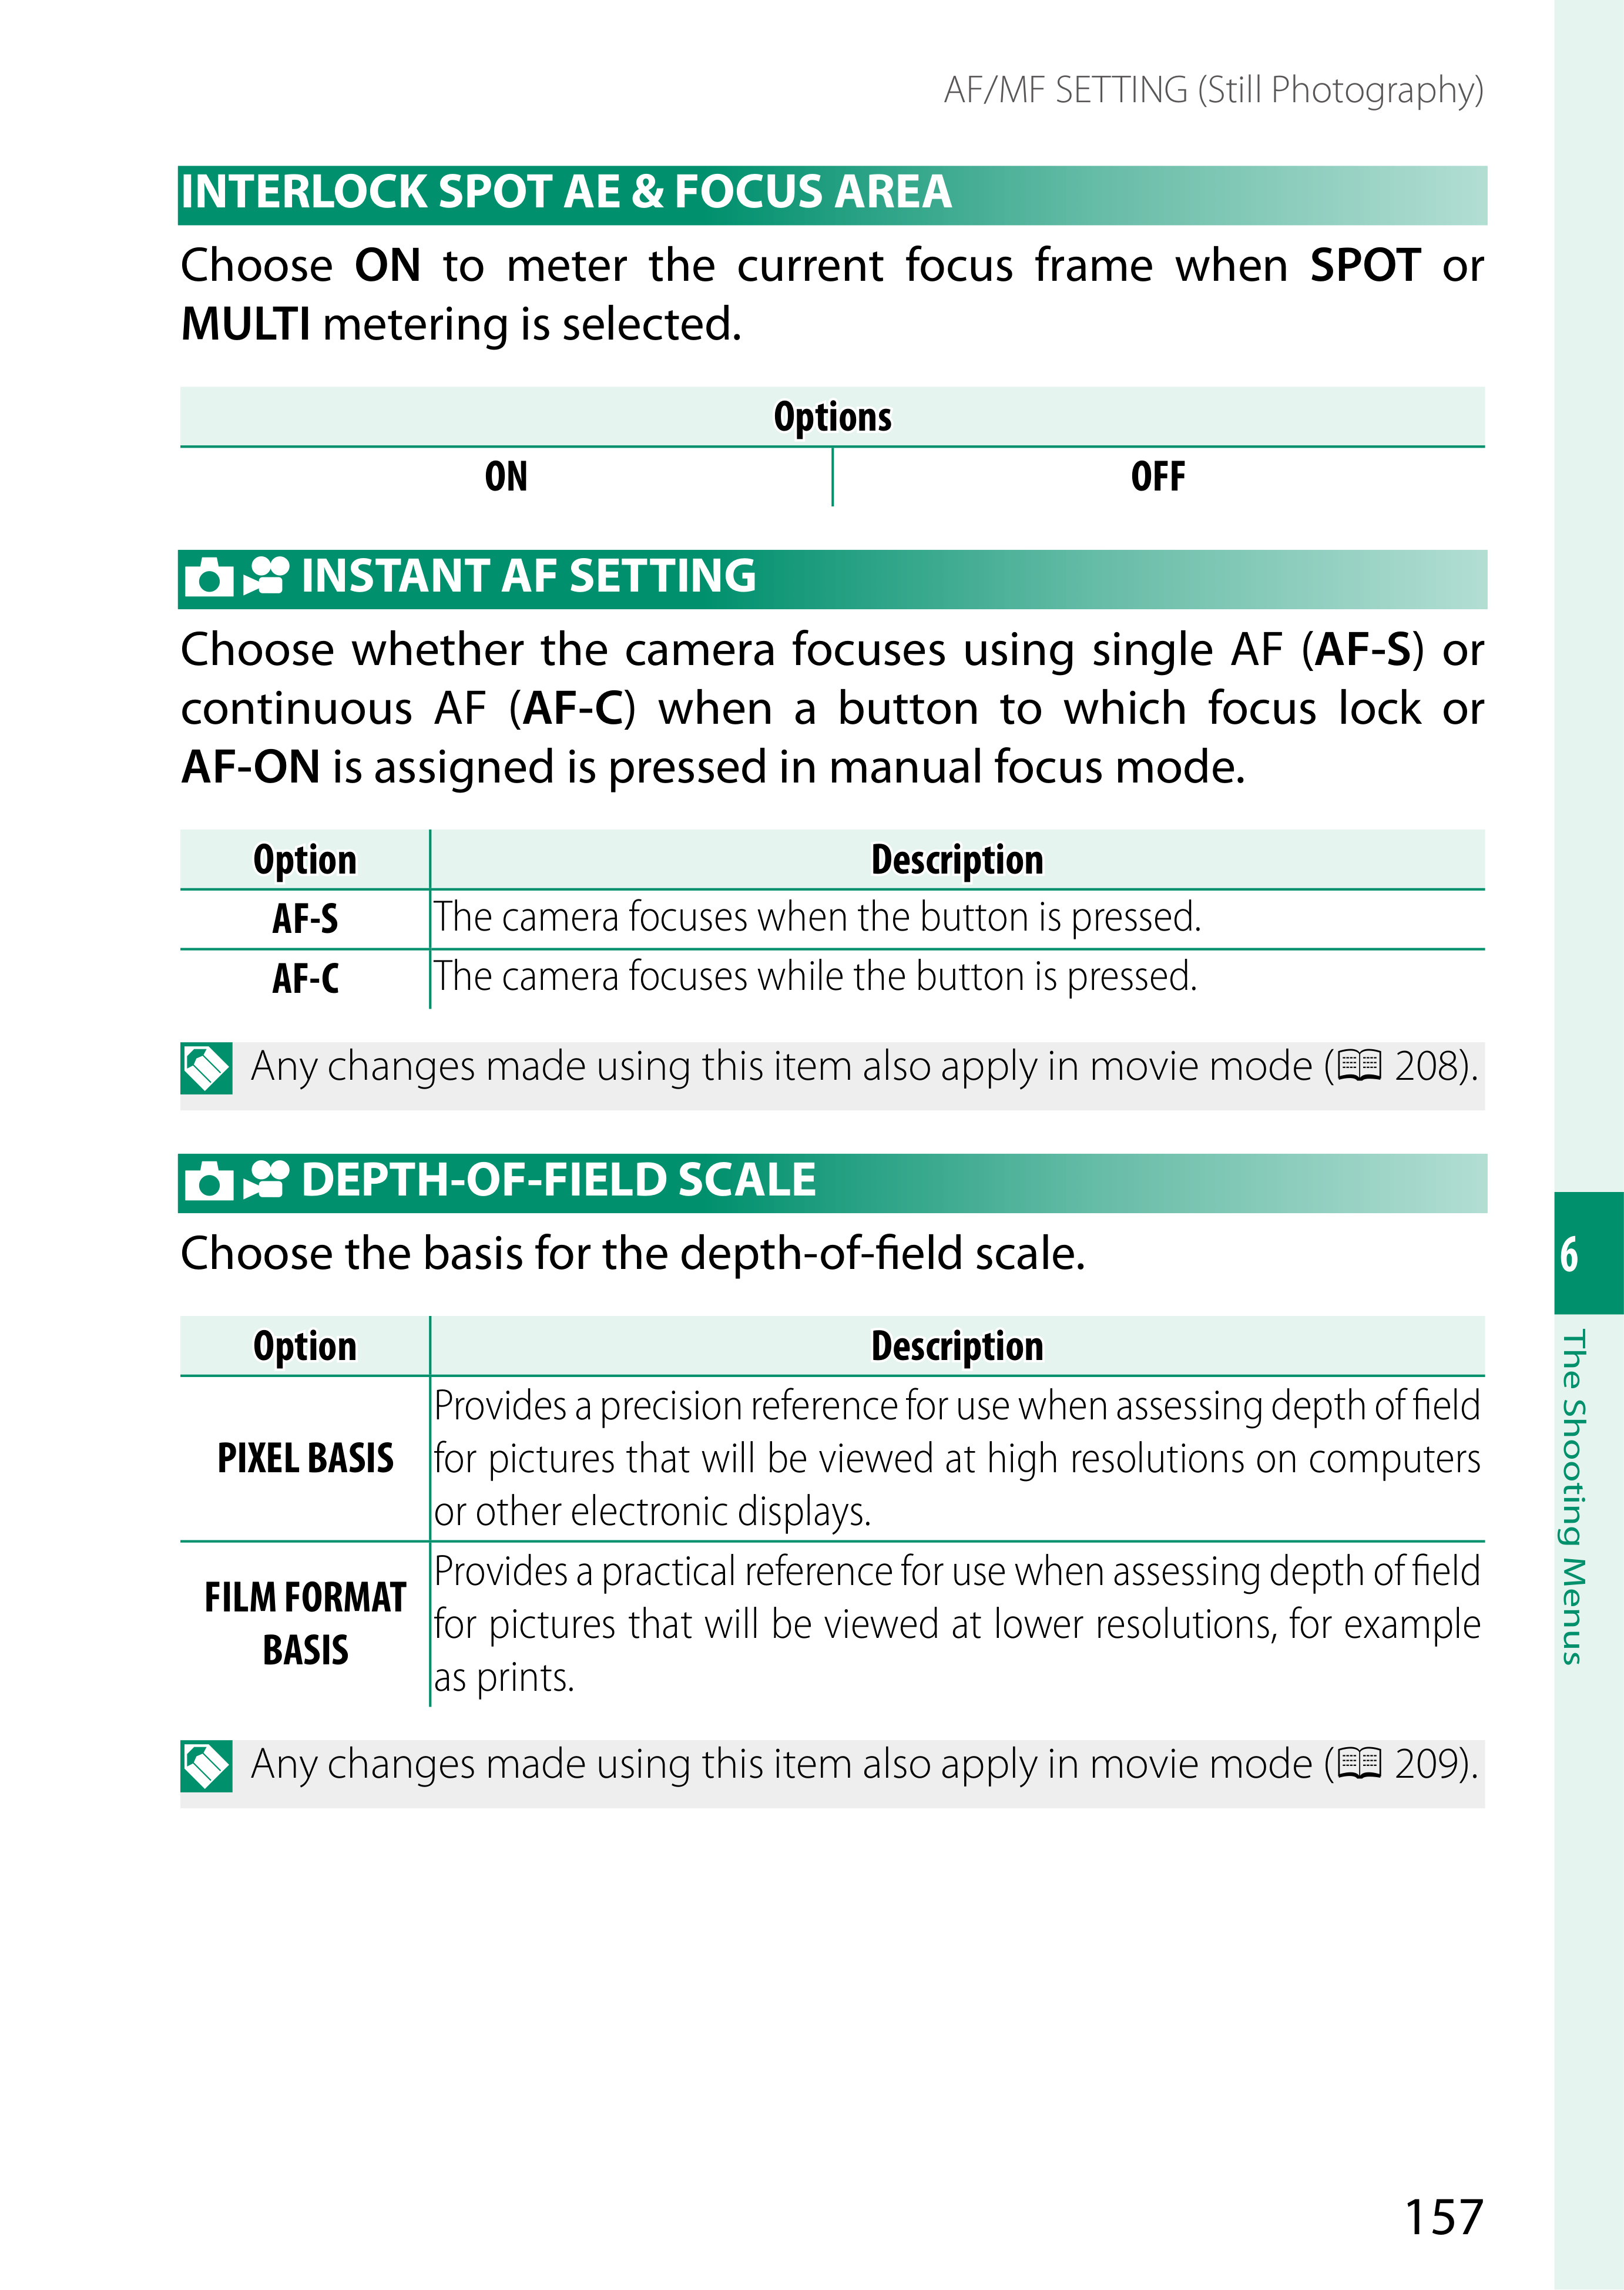 AF/MF SETTING (Still Photography)
INTERLOCK SPOT AE & FOCUS AREA
Choose ON to meter the current focus frame when SPOT or
MULTI metering is selected.
Options
ON OFF
INSTANT AF SETTING
Choose whether the camera focuses using single AF (AF-S) or
continuous AF (AF-C) when a button to which focus lock or
AF-ON is assigned is pressed in manual focus mode.
Option Description
AF-S The camera focuses when the button is pressed.
AF-C The camera focuses while the button is pressed.
Any changes made using this item also apply in movie mode (208).
DEPTH-OF-FIELD SCALE
Choose the basis for the depth-of-field scale.
Option Description
PIXEL BASIS
Provides a precision reference for use when assessing depth of field
for pictures that will be viewed at high resolutions on computers
or other electronic displays.
FILM FORMAT
BASIS
Provides a practical reference for use when assessing depth of field
for pictures that will be viewed at lower resolutions, for example
as prints.
Any changes made using this item also apply in movie mode (209).
6
The Shooting Menus
157